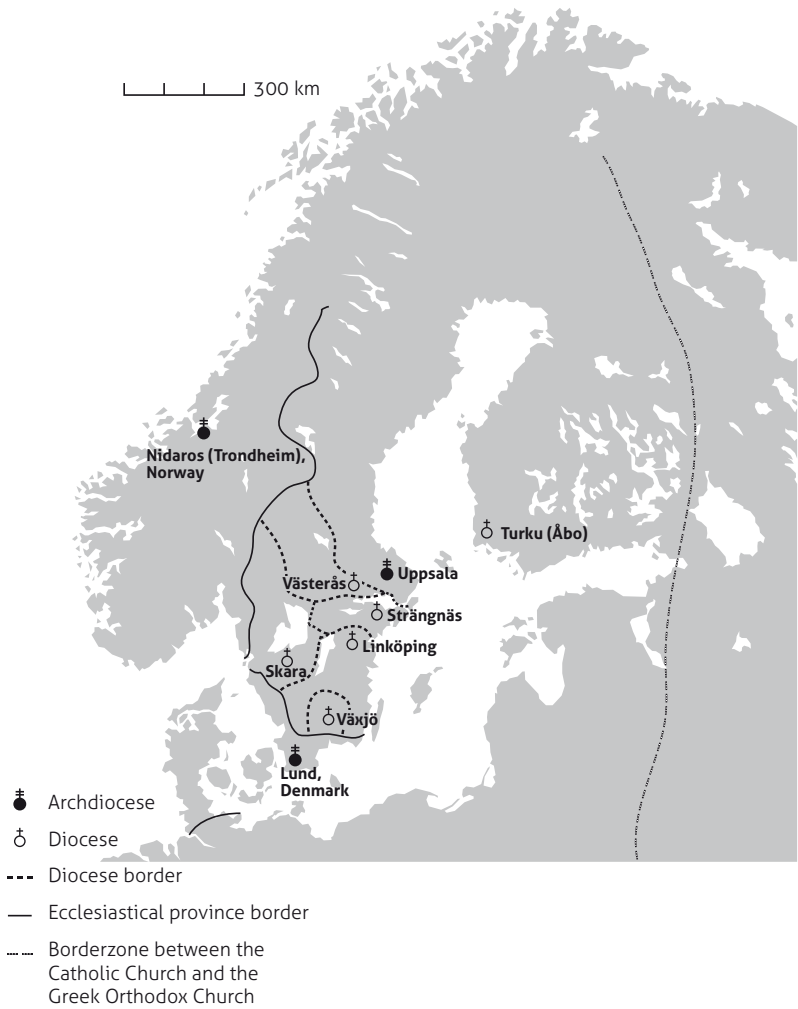 300 km
Nidaros (Trondheim),
Norway
Turku (Åbo)
Uppsala
Västerås
Strängnäs
Linköping
Skara
Växjö
Lund,
Denmark
Archdiocese
Diocese
Diocese border
Ecclesiastical province border
Borderzone between the
Catholic Church and the
Greek Orthodox Church